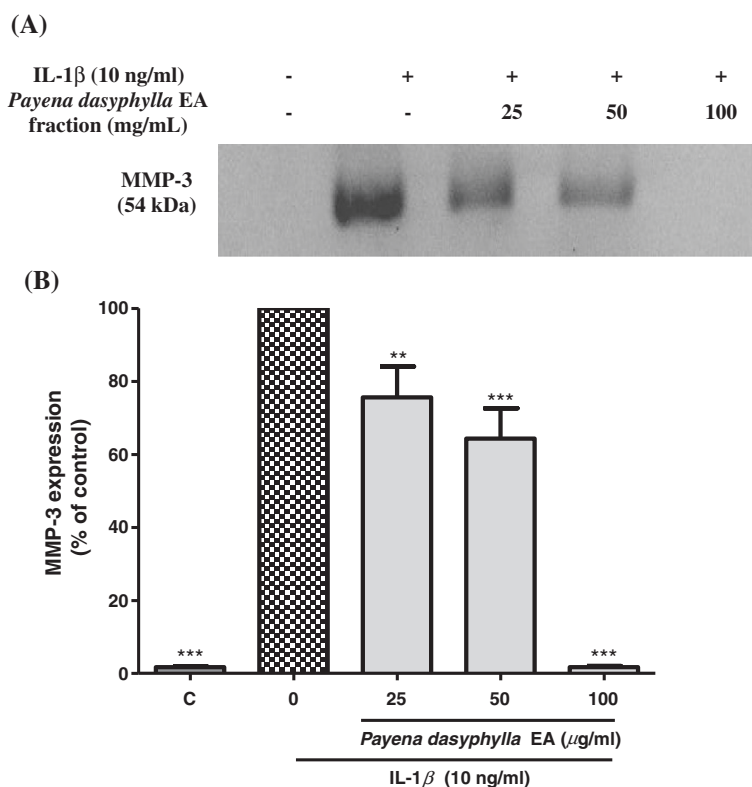 (A)
IL-1β (10 ng/ml) - + + + +
Payena dasyphylla EA
fraction (mg/mL) - - 25 50 100
MMP-3
(54 kDa)
(B)
MMP-3 expression
(% of control)
100
80
60
40
20
0
***
**
***
***
C 0 25 50 100
Payena dasyphylla EA (μg/ml)
IL-1β (10 ng/ml)